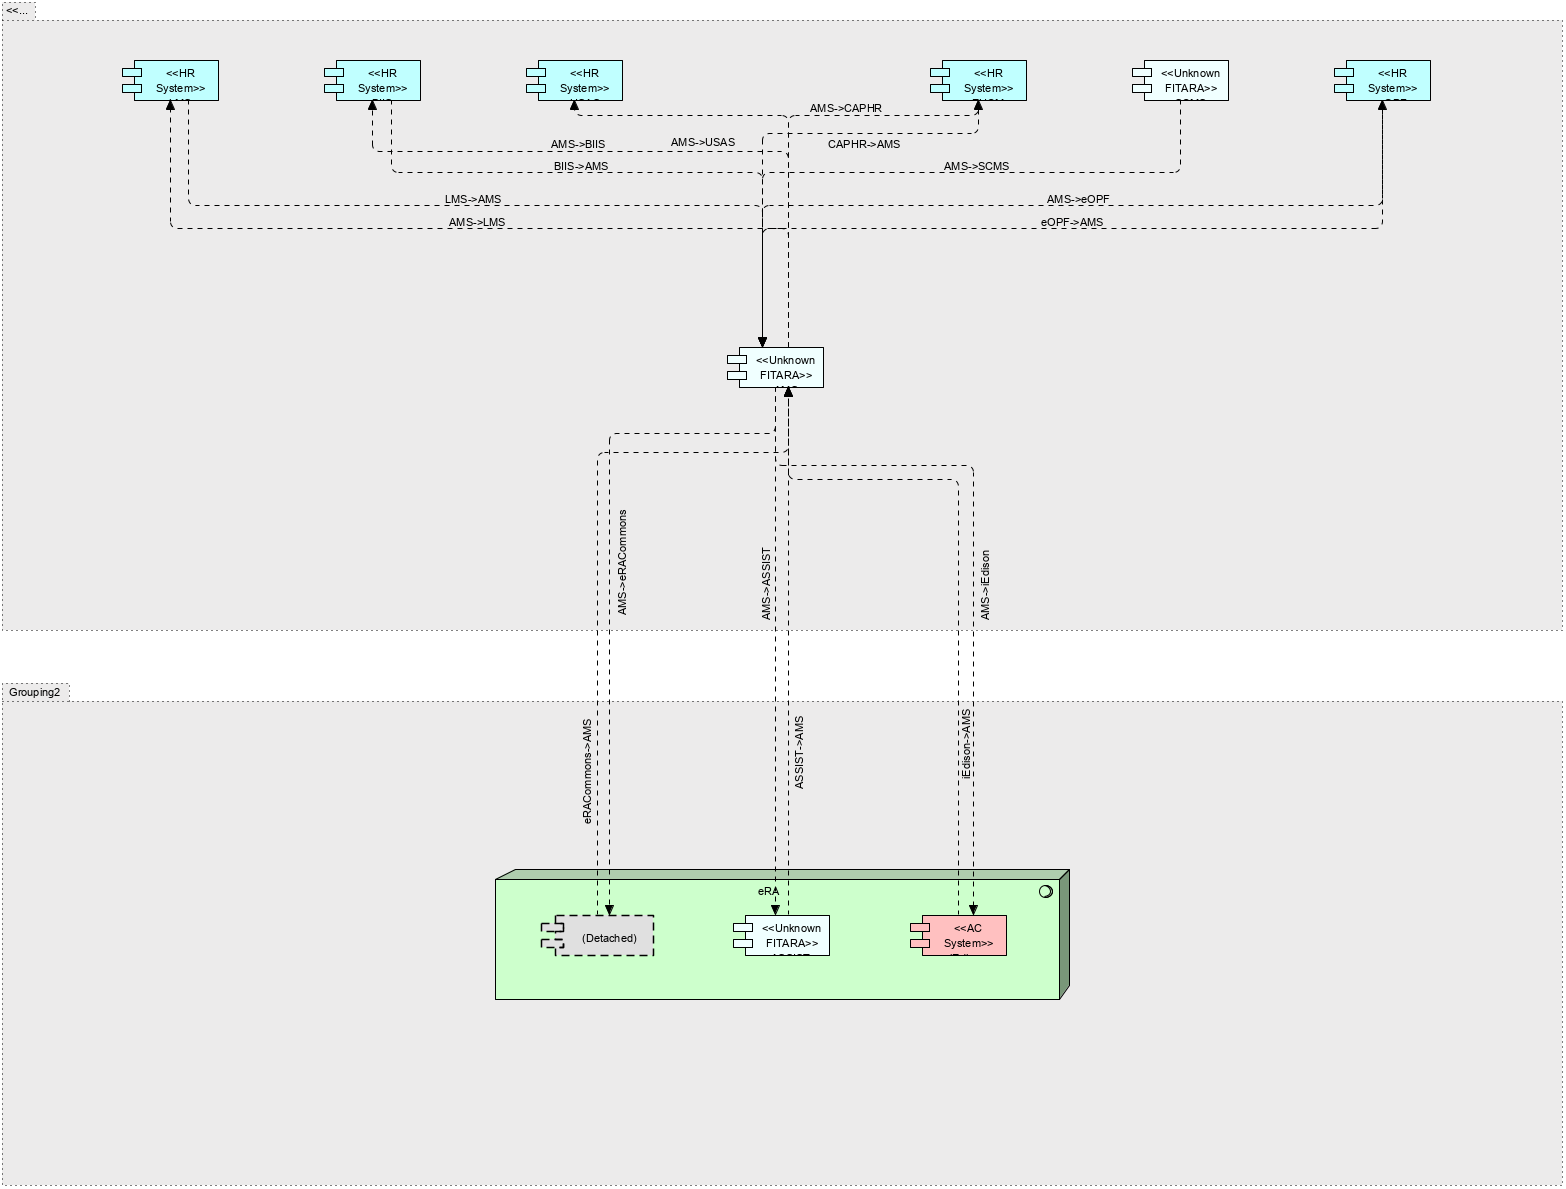 <<...
<<HR
System>>
<<HR
System>>
<<HR
System>>
<<HR
System>>
<<Unknown
FITARA>>
<<HR
System>>
AMS->CAPHR
AMS->USAS
CAPHR->AMS
AMS->BIIS
BIIS->AMS
AMS->SCMS
LMS->AMS
AMS->eOPF
AMS->LMS
eOPF->AMS
<<Unknown
FITARA>>
AMS->eRACommons
AMS->ASSIST
AMS->iEdison
Grouping2
eRACommons->AMS
ASSIST->AMS
iEdison->AMS
eRA
(Detached)
<<Unknown
FITARA>>
ASSIST
<<AC
System>>